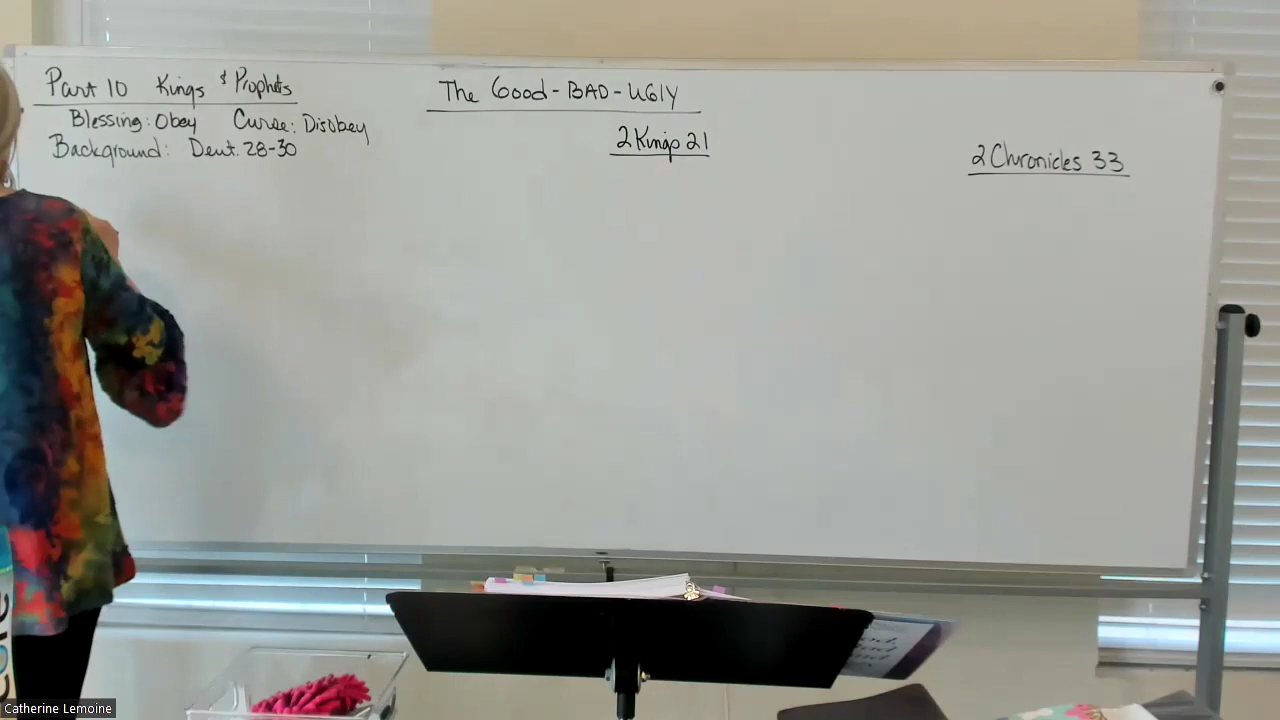 Part 10 Kings & Prophets
Blessing: Obey Curse: Disobey
Background: Deut. 28-30
The Good - BAD - UGLY
2 Kings 21
2 Chronicles 33
Catherine Lemoine